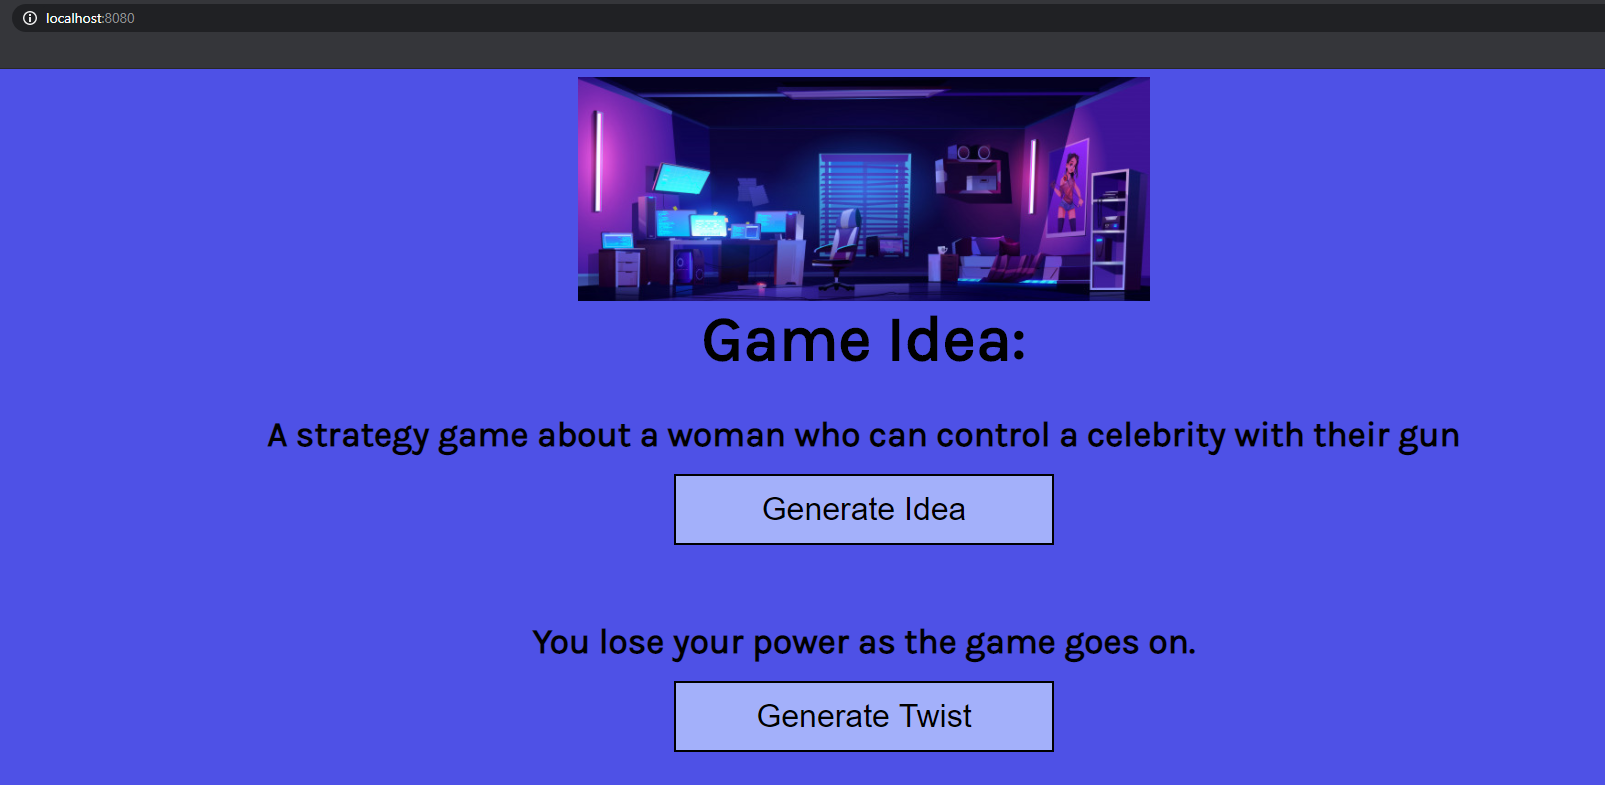 localhost:8080
Game Idea:
A strategy game about a woman who can control a celebrity with their gun
Generate Idea
You lose your power as the game goes on.
Generate Twist